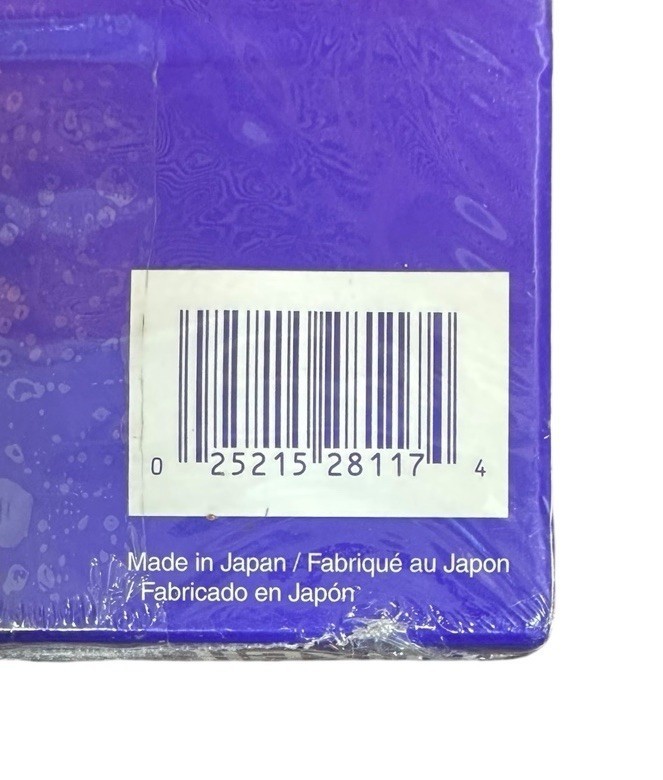 0 25215 28117 4
Made in Japan / Fabriqué au Japon
/ Fabricado en Japón